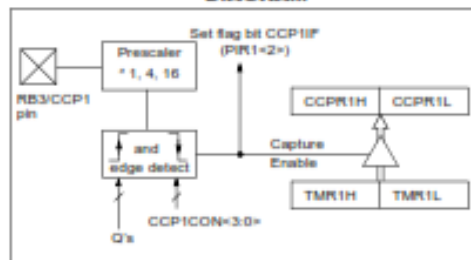 Set flag bit CCP1IF
(PIR1<2>)
Prescaler
* 1, 4, 16
RB3/CCP1
pin
CCPR1H CCPR1L
and
edge detect
Capture
Enable
TMR1H TMR1L
CCP1CON<3:0>
Q's